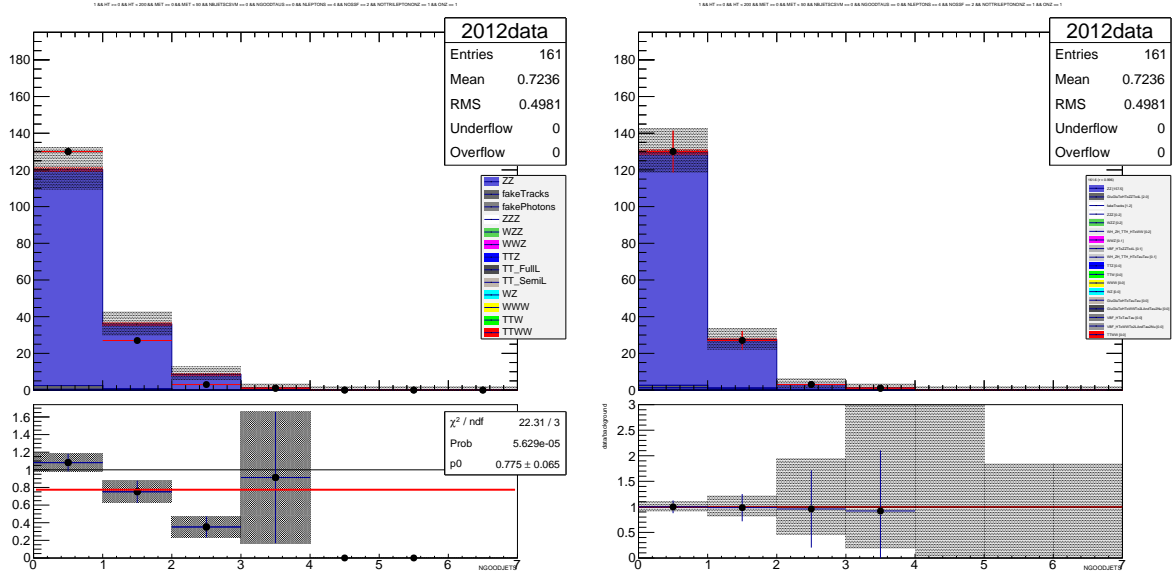 1 && HT >= 0 && HT < 200 && MET >= 0 && MET < 50 && NBJETSCSVM == 0 && NGOODTAUS == 0 && NLEPTONS == 4 && NOSSF == 2 && NOTTRILEPTONONZ == 1 && ONZ == 1
2012data
Entries 161
Mean 0.7236
RMS 0.4981
Underflow 0
Overflow 0
180
160
140
120
100
80
60
40
20
0
ZZ
fakeTracks
fakePhotons
ZZZ
WZZ
WWZ
TTZ
TT_FullL
TT_SemiL
WZ
WWW
TTW
TTWW
1.6
1.4
1.2
1
0.8
0.6
0.4
0.2
0
χ² / ndf 22.31 / 3
Prob 5.629e-05
p0 0.775 ± 0.065
0 1 2 3 4 5 6 7
NGOODJETS
1 && HT >= 0 && HT < 200 && MET >= 0 && MET < 50 && NBJETSCSVM == 0 && NGOODTAUS == 0 && NLEPTONS == 4 && NOSSF == 2 && NOTTRILEPTONONZ == 1 && ONZ == 1
2012data
Entries 161
Mean 0.7236
RMS 0.4981
Underflow 0
Overflow 0
180
160
140
120
100
80
60
40
20
0
fakeTracks [1.2]
TTWW [0.0]
data/background
3
2.5
2
1.5
1
0.5
0
0 1 2 3 4 5 6 7
NGOODJETS